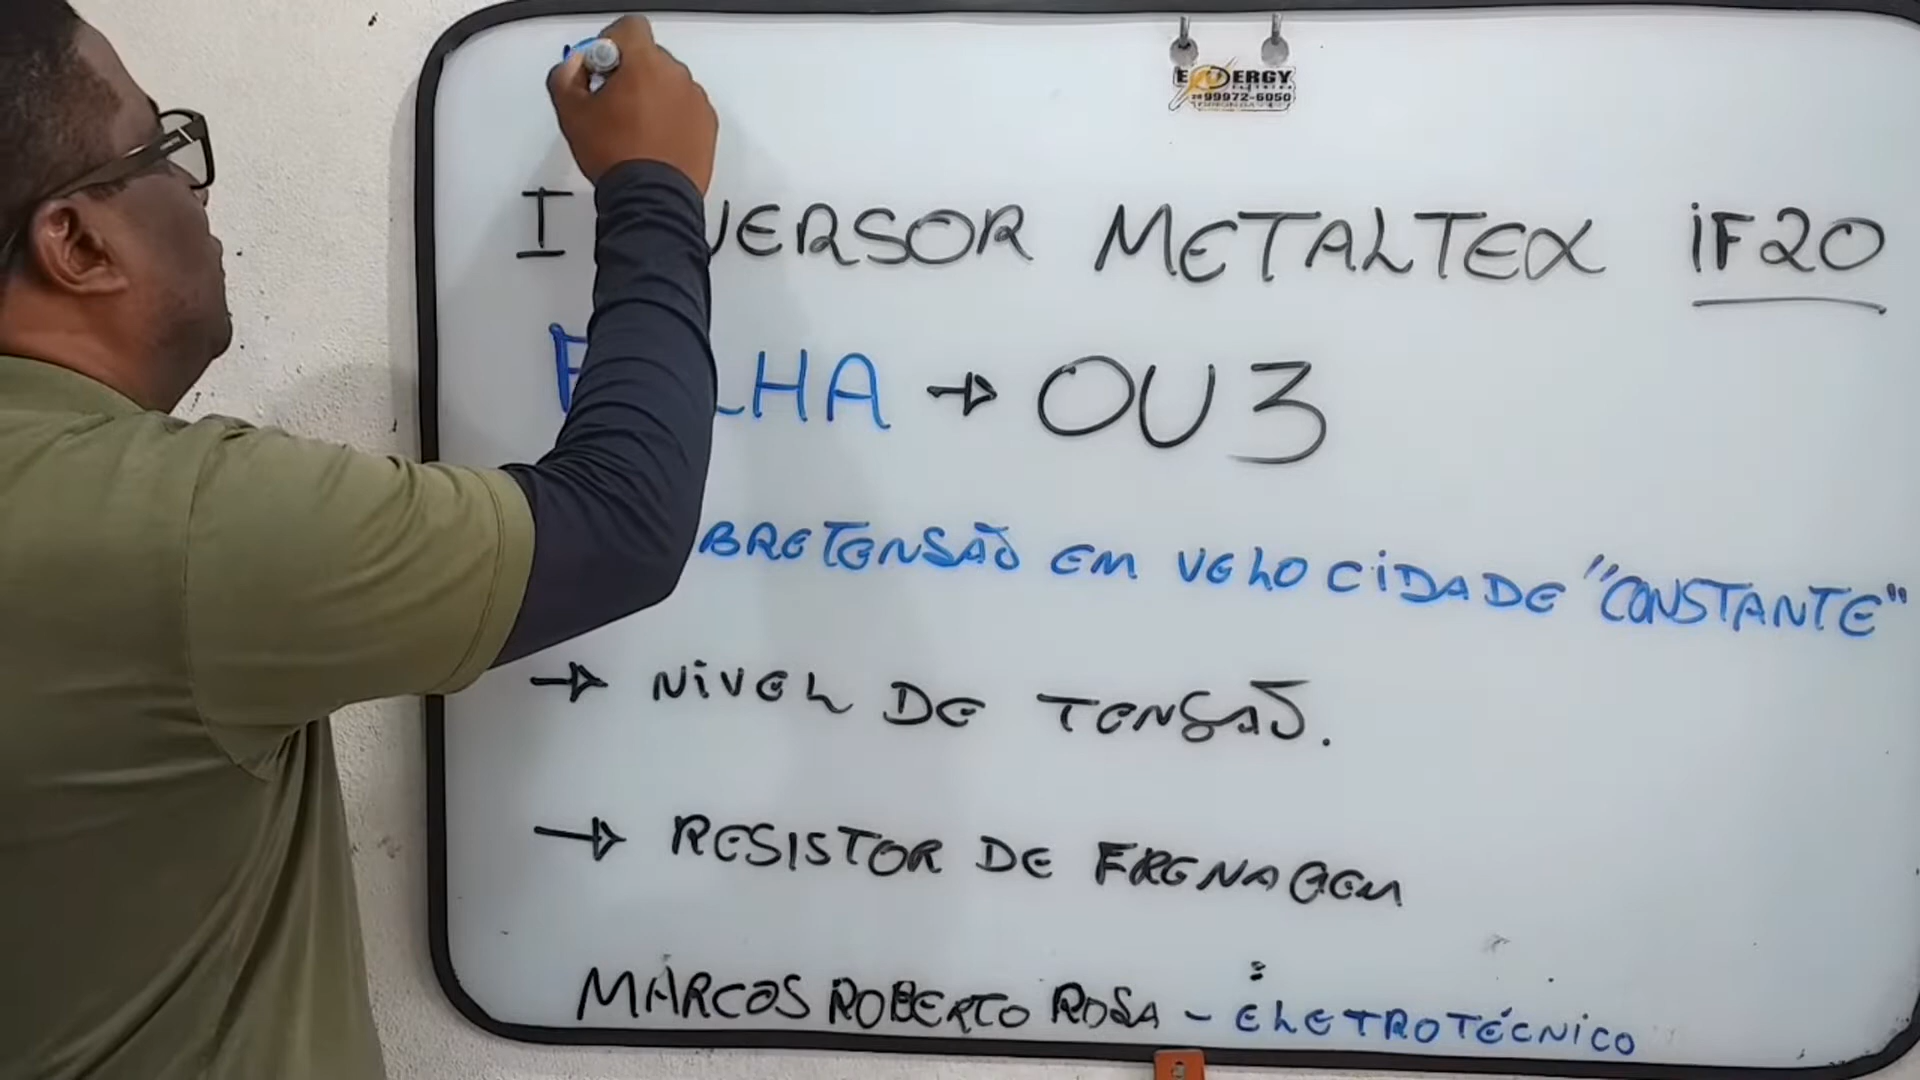 ERDERGY
99972-6050
I VERSOR METALTEX iF20
F LHA → OU3
BRETENSÃO EM VELOCIDADE "CONSTANTE"
→ NiVEL DE TENSÃO.
→ RESISTOR DE FRENAGEM
MARCOS ROBERTO ROSA - ELETROTÉCNICO